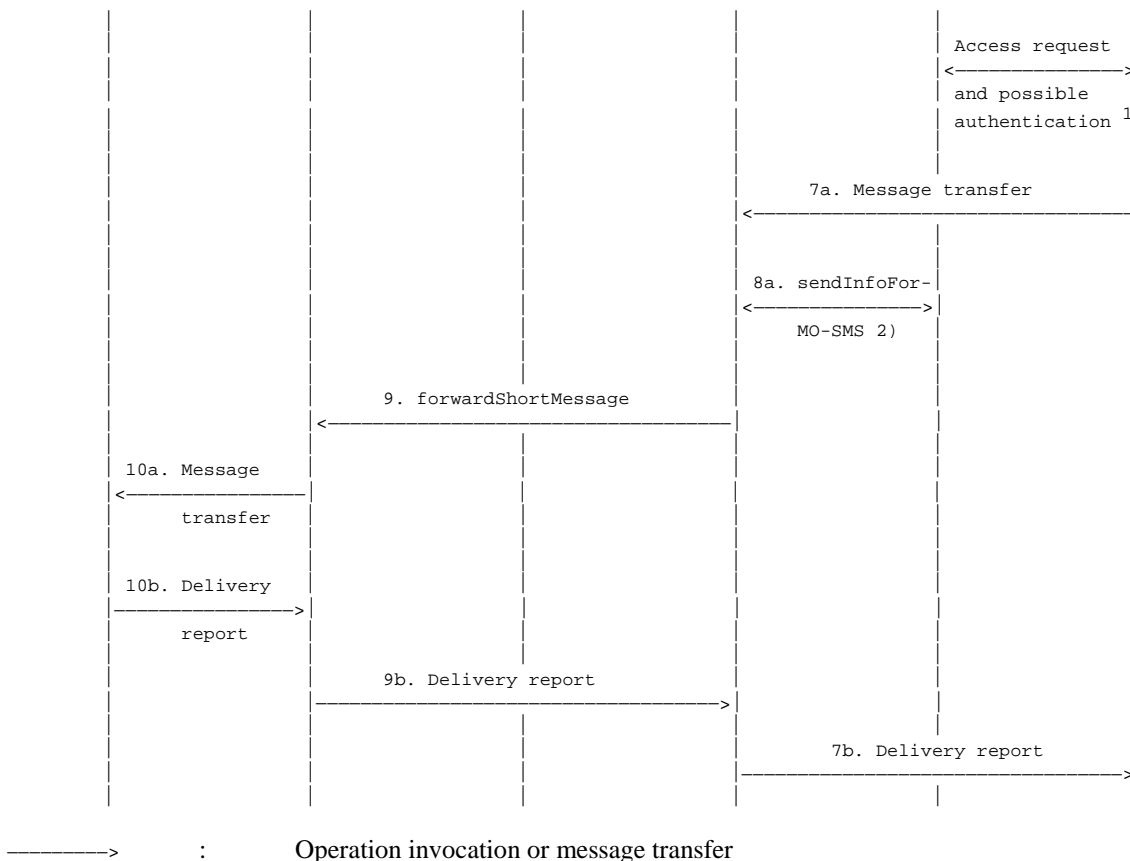 Access request
and possible
authentication 1
7a. Message transfer
8a. sendInfoFor-
MO-SMS 2)
9. forwardShortMessage
10a. Message
transfer
10b. Delivery
report
9b. Delivery report
7b. Delivery report
: Operation invocation or message transfer